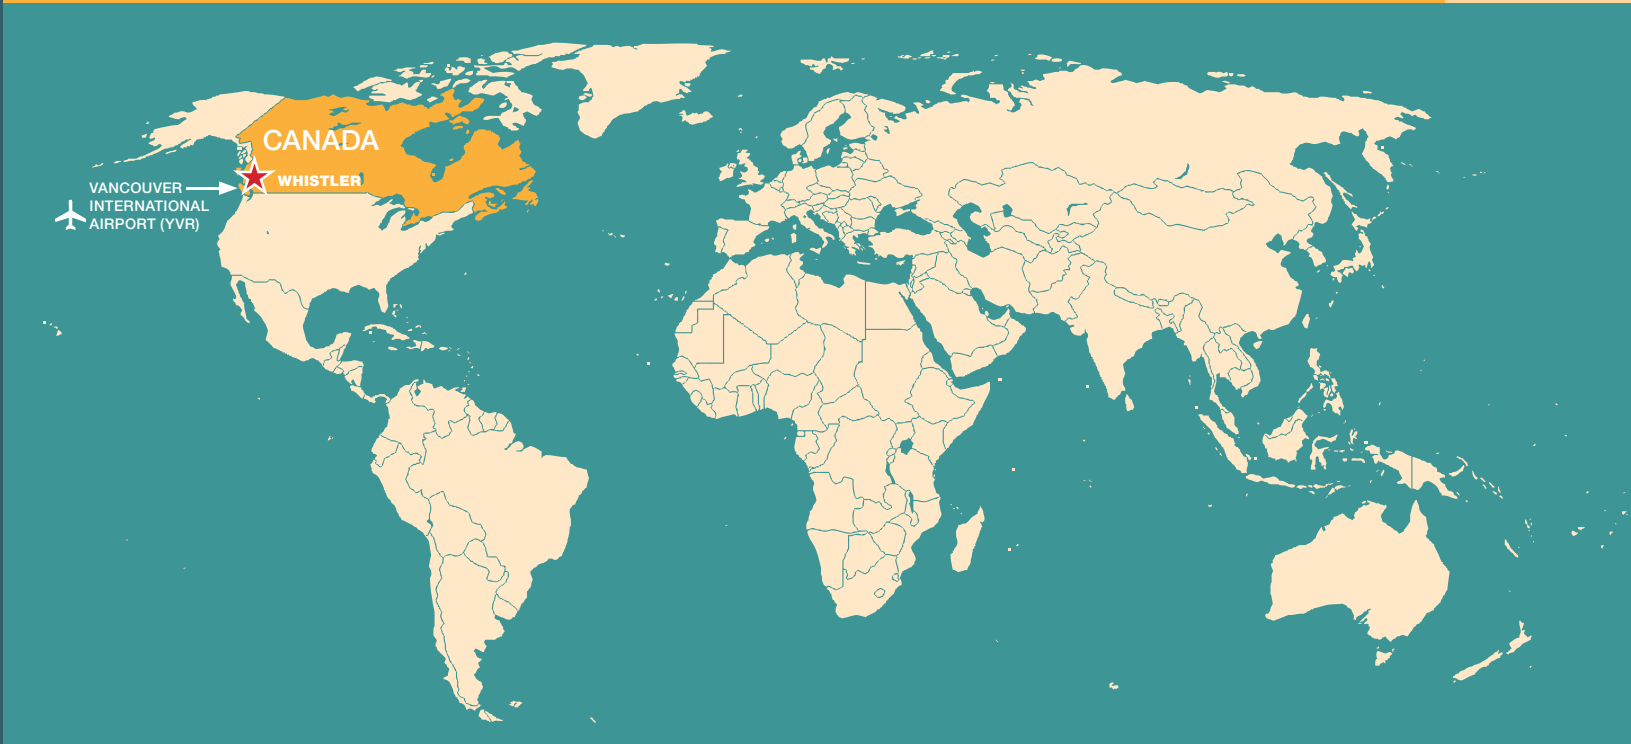 CANADA
WHISTLER
VANCOUVER
INTERNATIONAL
AIRPORT (YVR)